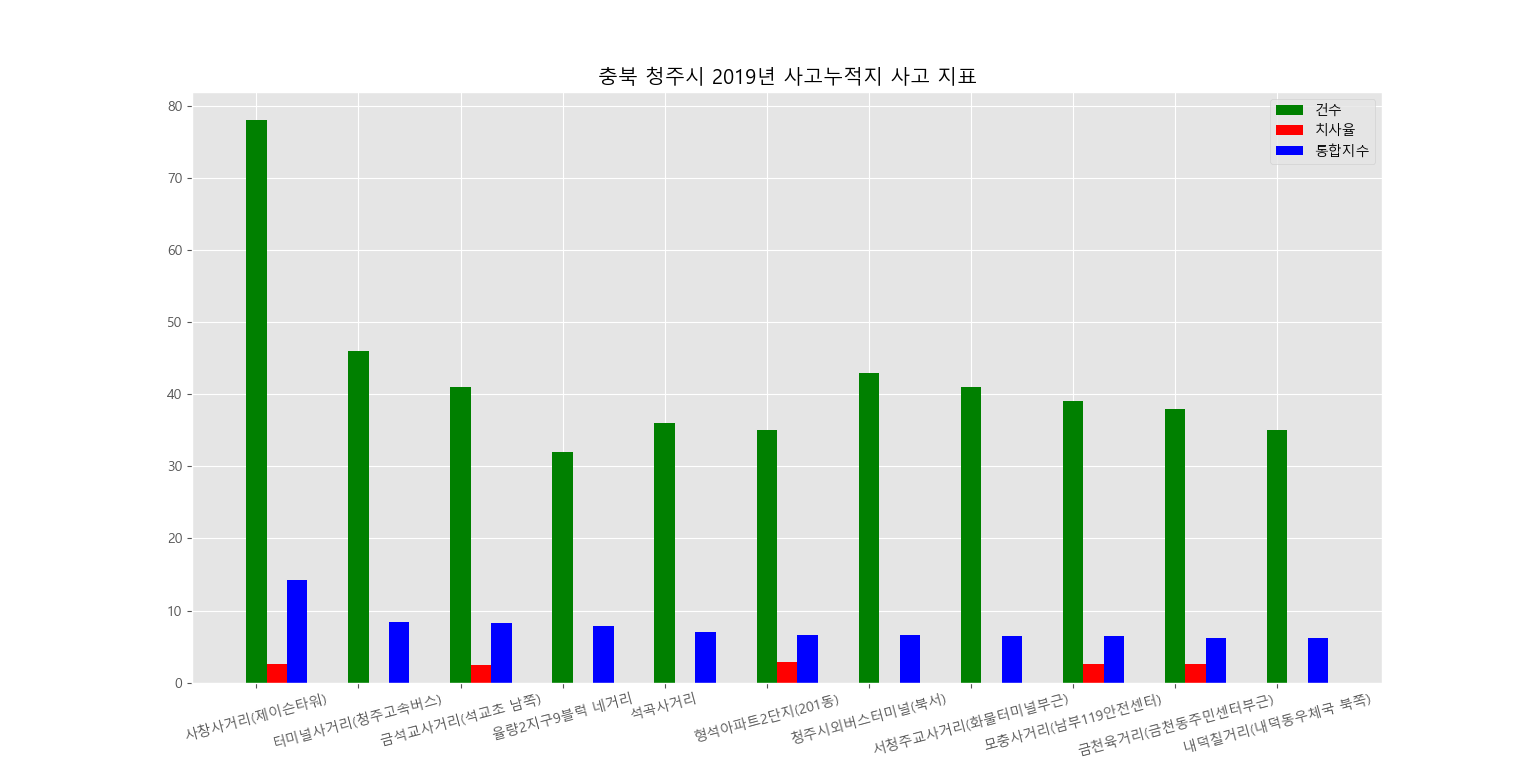 충북 청주시 2019년 사고누적지 사고 지표
건수
치사율
통합지수
80
70
60
50
40
30
20
10
0
사창사거리(제이슨타워)
터미널사거리(청주고속버스)
금석교사거리(석교초 남쪽)
율량2지구9블럭 네거리
석곡사거리
형석아파트2단지(201동)
청주시외버스터미널(북서)
서청주교사거리(화물터미널부근)
모충사거리(남부119안전센터)
금천육거리(금천동주민센터부근)
내덕칠거리(내덕동우체국 북쪽)